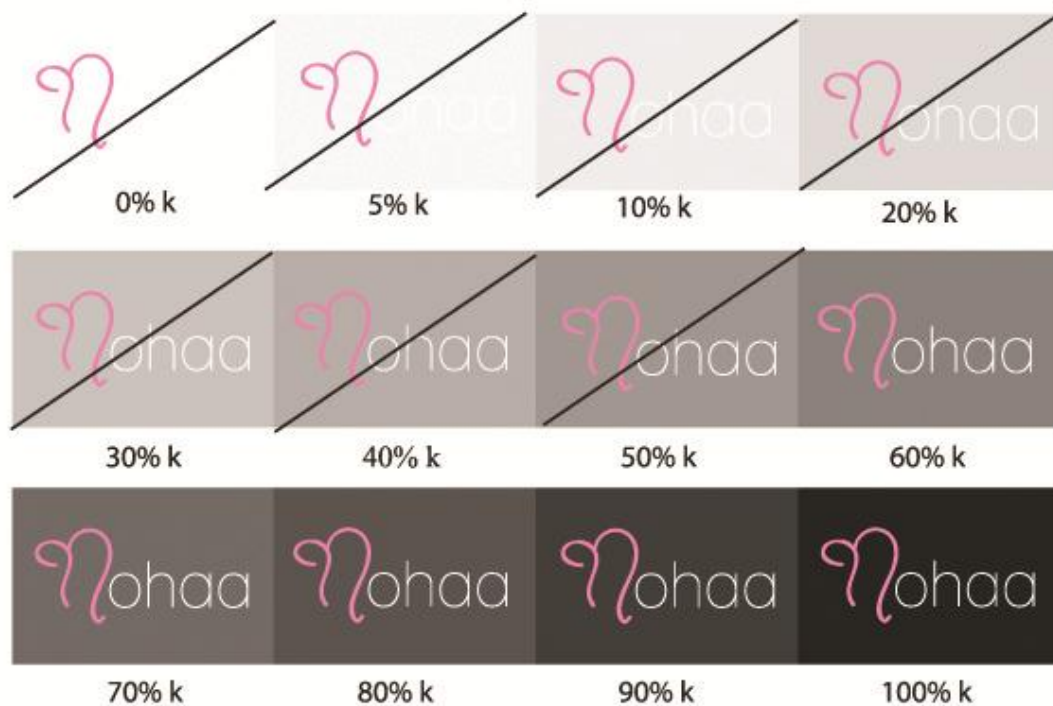 n
nohaa
nohaa
nohaa
0% k
5% k
10% k
20% k
nohaa
nohaa
nohaa
nohaa
30% k
40% k
50% k
60% k
nohaa
nohaa
nohaa
nohaa
70% k
80% k
90% k
100% k